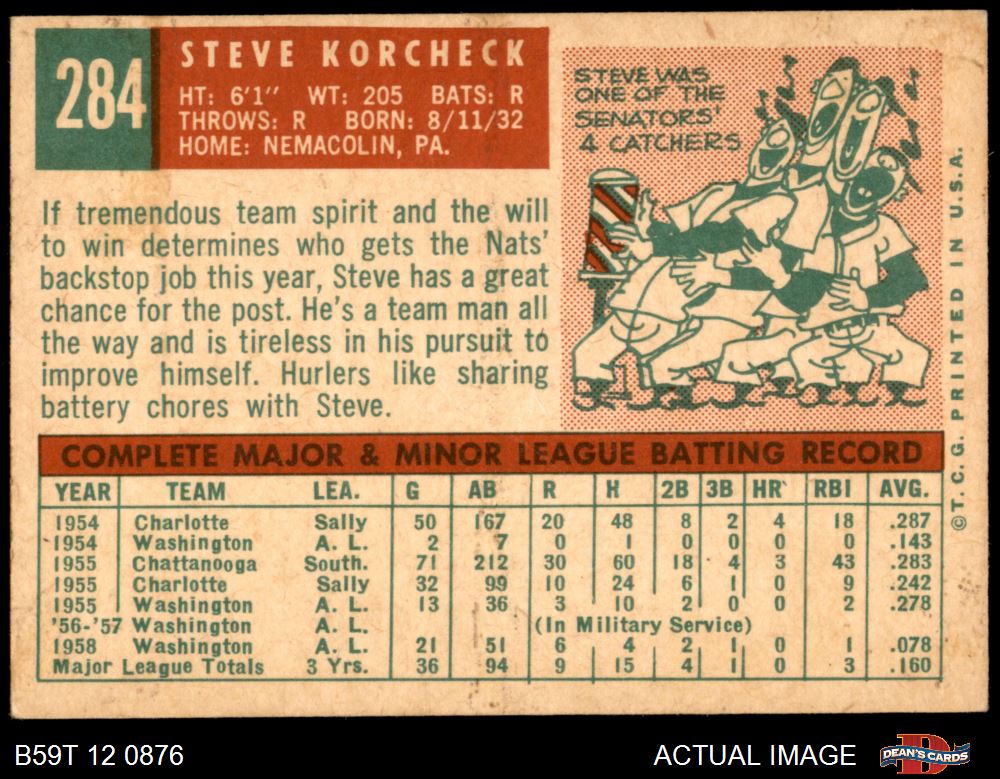 284
STEVE KORCHECK
HT: 6'1" WT: 205 BATS: R
THROWS: R BORN: 8/11/32
HOME: NEMACOLIN, PA.
If tremendous team spirit and the will
to win determines who gets the Nats'
backstop job this year, Steve has a great
chance for the post. He's a team man all
the way and is tireless in his pursuit to
improve himself. Hurlers like sharing
battery chores with Steve.
STEVE WAS
ONE OF THE
SENATORS'
4 CATCHERS
© T. C. G. PRINTED IN U.S.A.
COMPLETE MAJOR & MINOR LEAGUE BATTING RECORD
YEAR TEAM LEA. G AB R H 2B 3B HR RBI AVG.
1954 Charlotte Sally 50 167 20 48 8 2 4 18 .287
1954 Washington A. L. 2 7 0 1 0 0 0 0 .143
1955 Chattanooga South. 71 212 30 60 18 4 3 43 .283
1955 Charlotte Sally 32 99 10 24 6 1 0 9 .242
1955 Washington A. L. 13 36 3 10 2 0 0 2 .278
'56-'57 Washington A. L. (In Military Service)
1958 Washington A. L. 21 51 6 4 2 1 0 1 .078
Major League Totals 3 Yrs. 36 94 9 15 4 1 0 3 .160
B59T 12 0876
ACTUAL IMAGE
DEAN'S CARDS